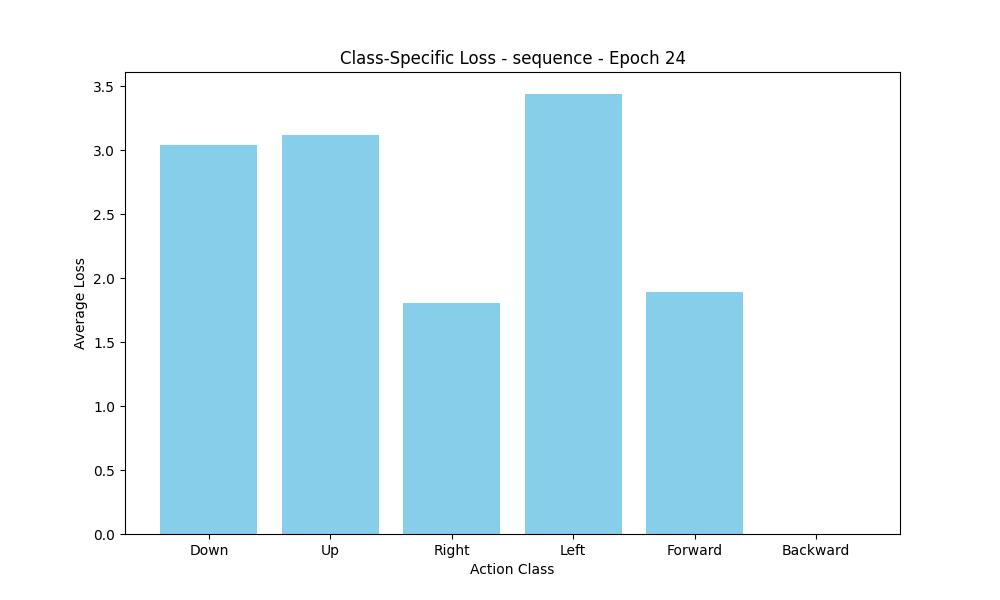 Class-Specific Loss - sequence - Epoch 24
3.5
3.0
2.5
2.0
1.5
1.0
0.5
0.0
Average Loss
Down Up Right Left Forward Backward
Action Class